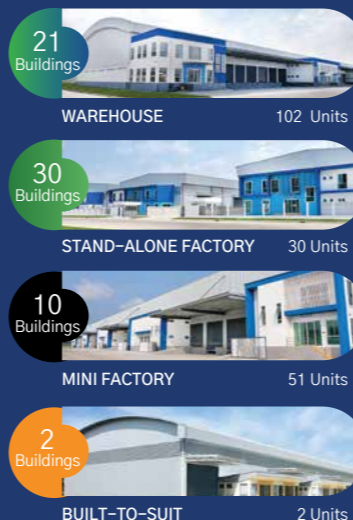 21
Buildings
WAREHOUSE 102 Units
30
Buildings
STAND-ALONE FACTORY 30 Units
10
Buildings
MINI FACTORY 51 Units
2
Buildings
BUILT-TO-SUIT 2 Units